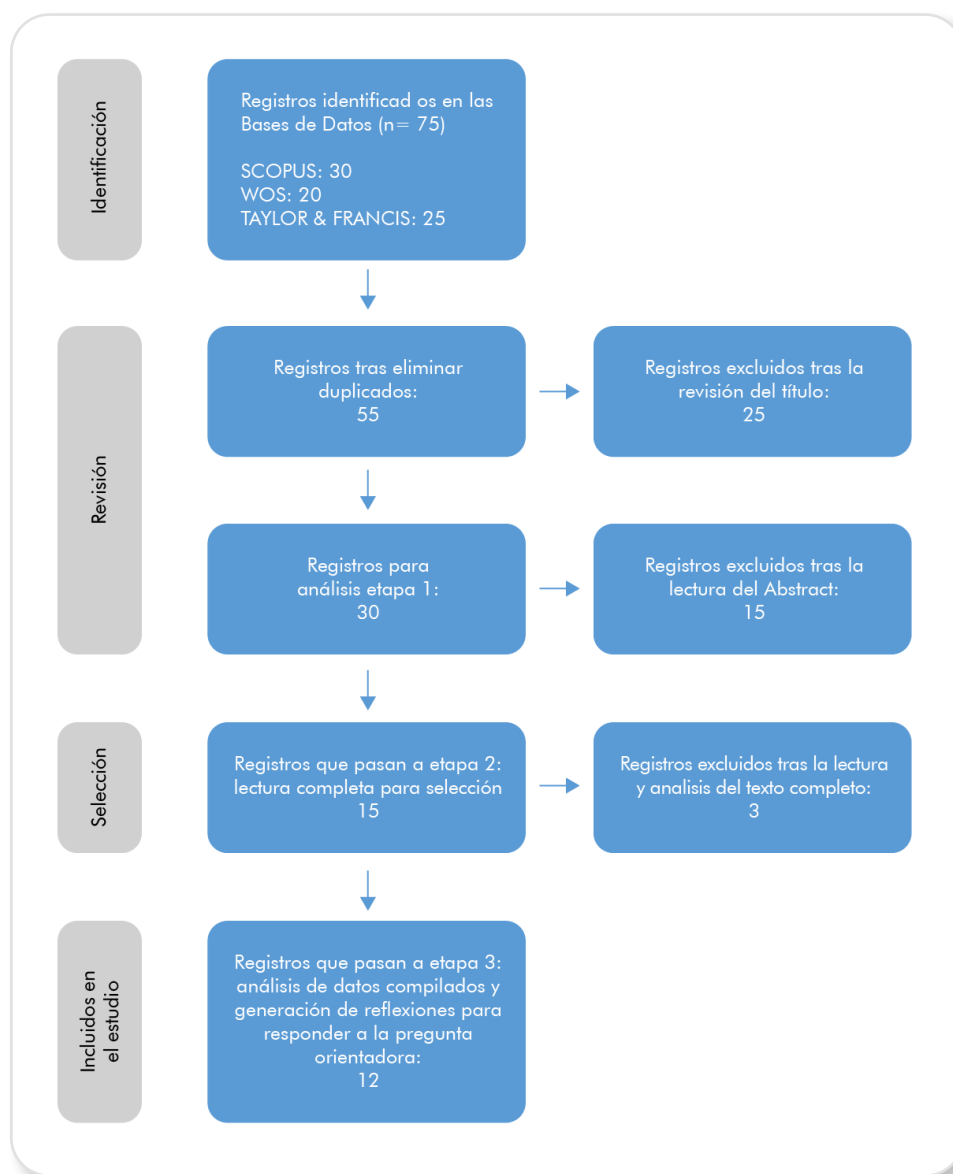 Identificación
Registros identificad os en las
Bases de Datos (n= 75)
SCOPUS: 30
WOS: 20
TAYLOR & FRANCIS: 25
Revisión
Registros tras eliminar
duplicados:
55
Registros excluidos tras la
revisión del título:
25
Registros para
análisis etapa 1:
30
Registros excluidos tras la
lectura del Abstract:
15
Selección
Registros que pasan a etapa 2:
lectura completa para selección
15
Registros excluidos tras la lectura
y analisis del texto completo:
3
Incluidos en
el estudio
Registros que pasan a etapa 3:
análisis de datos compilados y
generación de reflexiones para
responder a la pregunta
orientadora:
12